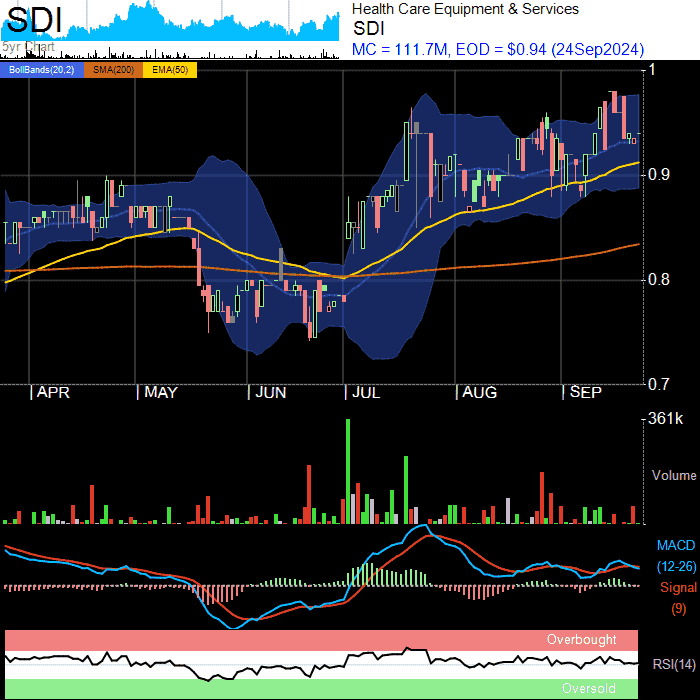 SDI
5yr Chart
Health Care Equipment & Services
SDI
MC = 111.7M, EOD = $0.94 (24Sep2024)
BollBands(20,2) SMA(200) EMA(50)
1
0.9
0.8
0.7
APR MAY JUN JUL AUG SEP
361k
Volume
MACD
(12-26)
Signal
(9)
Overbought
RSI(14)
Oversold